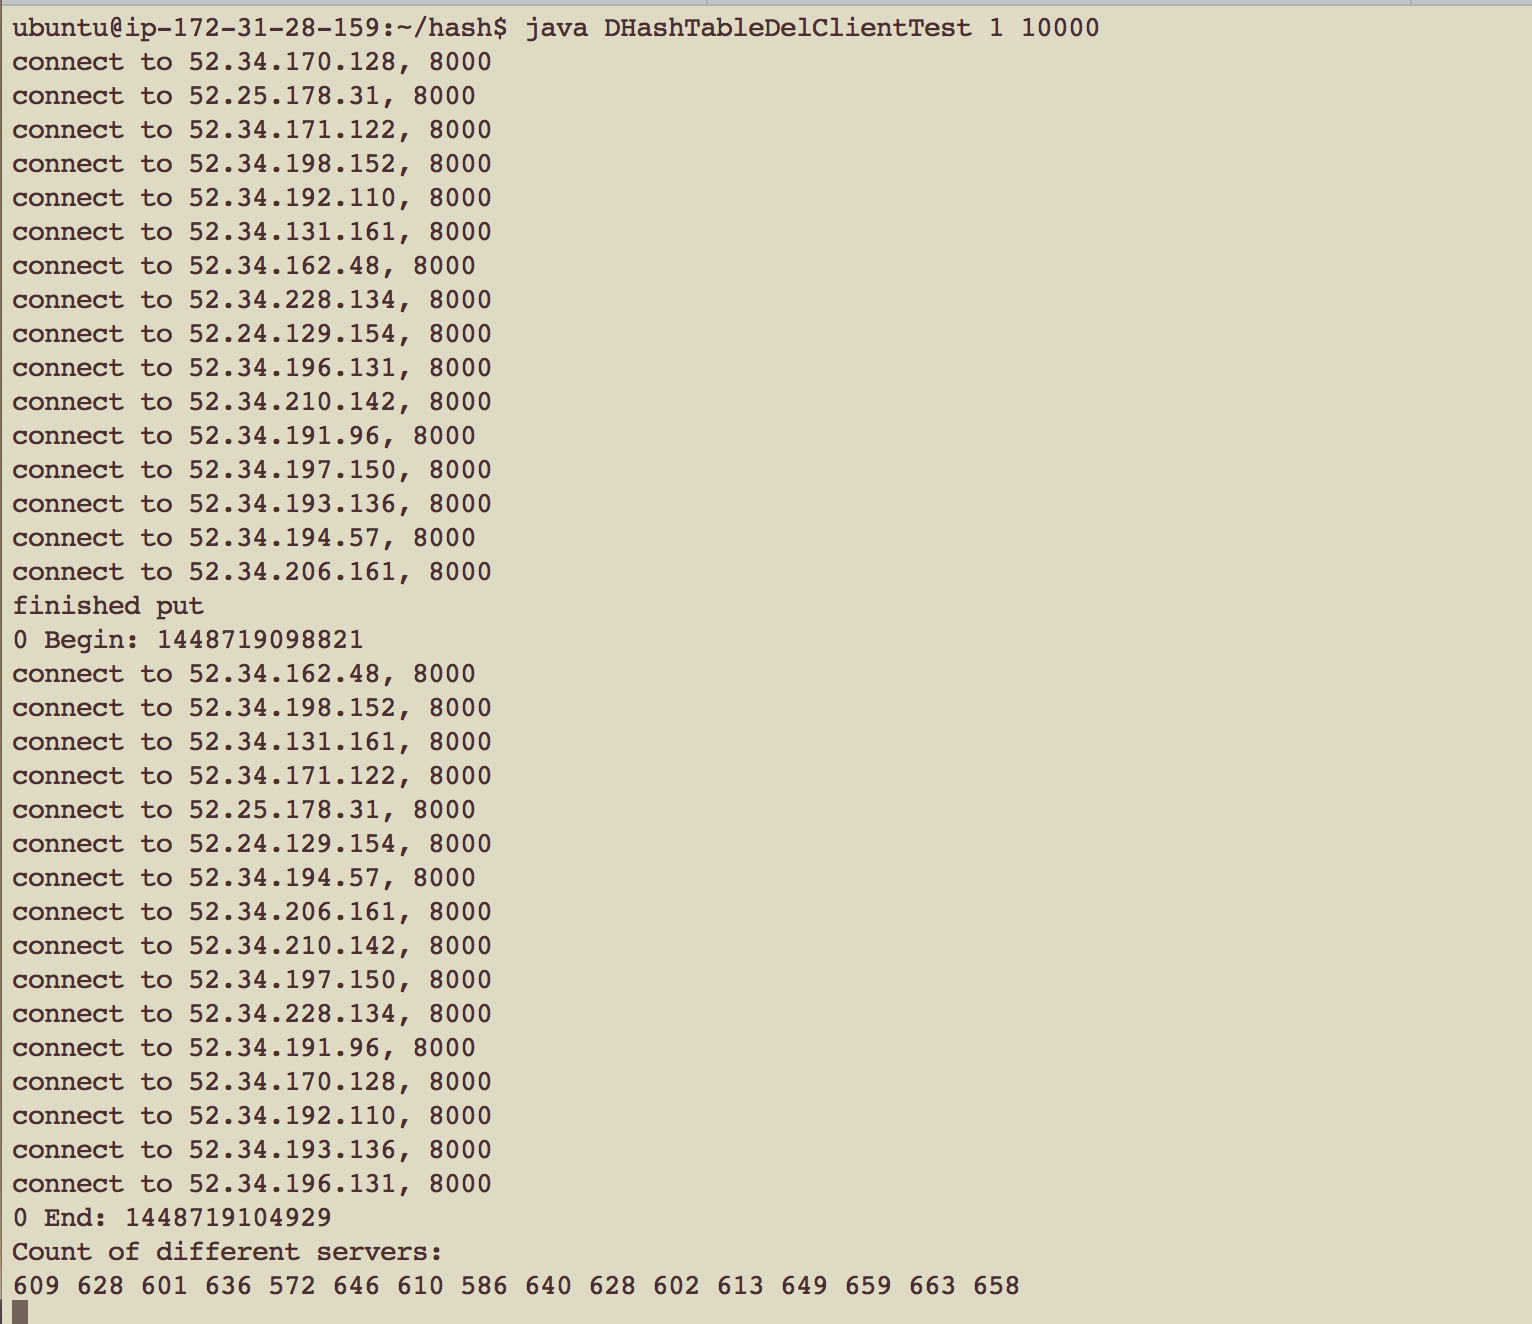 ubuntu@ip-172-31-28-159:~/hash$ java DHashTableDelClientTest 1 10000
connect to 52.34.170.128, 8000
connect to 52.25.178.31, 8000
connect to 52.34.171.122, 8000
connect to 52.34.198.152, 8000
connect to 52.34.192.110, 8000
connect to 52.34.131.161, 8000
connect to 52.34.162.48, 8000
connect to 52.34.228.134, 8000
connect to 52.24.129.154, 8000
connect to 52.34.196.131, 8000
connect to 52.34.210.142, 8000
connect to 52.34.191.96, 8000
connect to 52.34.197.150, 8000
connect to 52.34.193.136, 8000
connect to 52.34.194.57, 8000
connect to 52.34.206.161, 8000
finished put
0 Begin: 1448719098821
connect to 52.34.162.48, 8000
connect to 52.34.198.152, 8000
connect to 52.34.131.161, 8000
connect to 52.34.171.122, 8000
connect to 52.25.178.31, 8000
connect to 52.24.129.154, 8000
connect to 52.34.194.57, 8000
connect to 52.34.206.161, 8000
connect to 52.34.210.142, 8000
connect to 52.34.197.150, 8000
connect to 52.34.228.134, 8000
connect to 52.34.191.96, 8000
connect to 52.34.170.128, 8000
connect to 52.34.192.110, 8000
connect to 52.34.193.136, 8000
connect to 52.34.196.131, 8000
0 End: 1448719104929
Count of different servers:
609 628 601 636 572 646 610 586 640 628 602 613 649 659 663 658